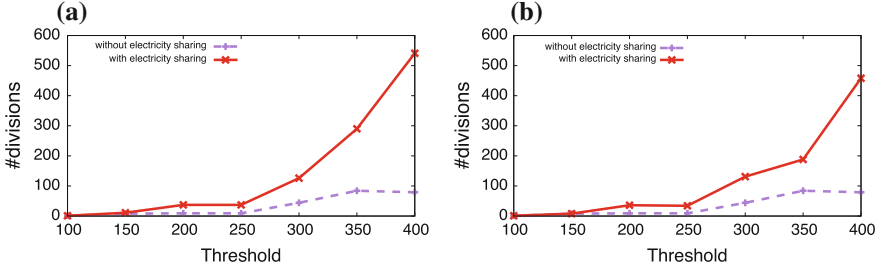 (a)
600
500
400
300
200
100
0
#divisions
without electricity sharing
with electricity sharing
100 150 200 250 300 350 400
Threshold
(b)
600
500
400
300
200
100
0
#divisions
without electricity sharing
with electricity sharing
100 150 200 250 300 350 400
Threshold